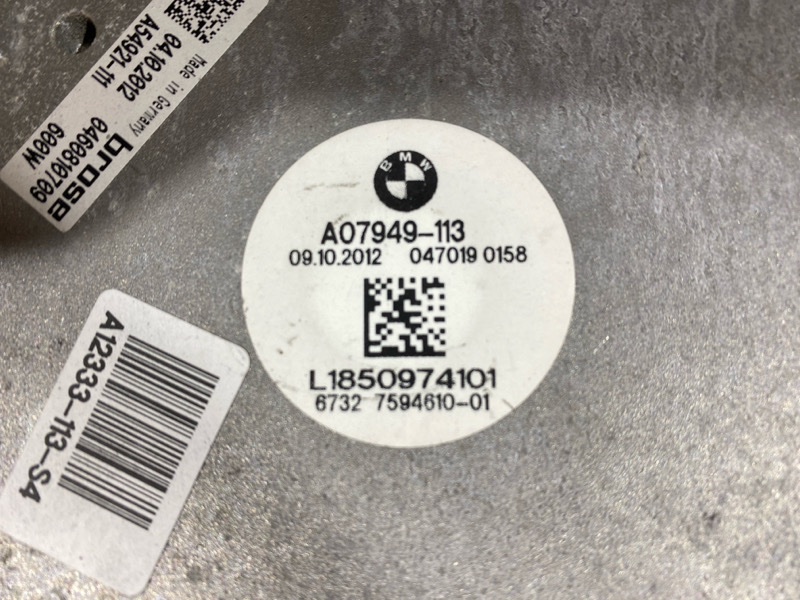 brose
Made in Germany
04.10.2012
0460810709
A54921-111
600W
BMW
A07949-113
09.10.2012 047019 0158
L1850974101
6732 7594610-01
A12333-113-S4